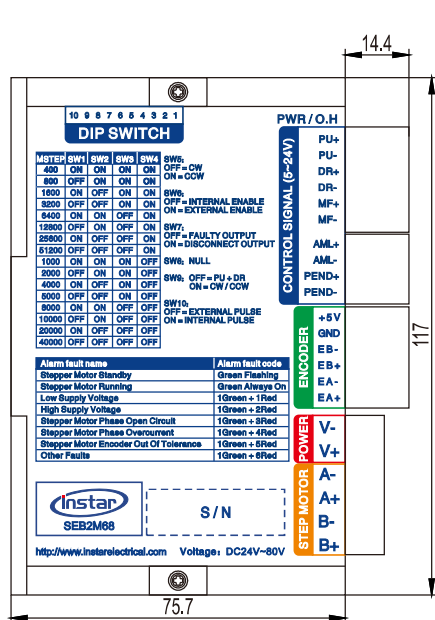 14.4
10 9 8 7 6 5 4 3 2 1
DIP SWITCH
PWR / O.H
MSTEP SW1 SW2 SW3 SW4
400 ON ON ON ON
800 OFF ON ON ON
1600 ON OFF ON ON
3200 OFF OFF ON ON
6400 ON ON OFF ON
12800 OFF ON OFF ON
25600 ON OFF OFF ON
51200 OFF OFF OFF ON
1000 ON ON ON OFF
2000 OFF ON ON OFF
4000 ON OFF ON OFF
5000 OFF OFF ON OFF
8000 ON ON OFF OFF
10000 OFF ON OFF OFF
20000 ON OFF OFF OFF
40000 OFF OFF OFF OFF
SW5:
OFF = CW
ON = CCW
SW6:
OFF = INTERNAL ENABLE
ON = EXTERNAL ENABLE
SW7:
OFF = FAULTY OUTPUT
ON = DISCONNECT OUTPUT
SW8: NULL
SW9: OFF = PU + DR
ON = CW / CCW
SW10:
OFF = EXTERNAL PULSE
ON = INTERNAL PULSE
CONTROL SIGNAL (5~24V)
PU+
PU-
DR+
DR-
MF+
MF-
AML+
AML-
PEND+
PEND-
ENCODER
+5V
GND
EB-
EB+
EA-
EA+
117
Alarm fault name Alarm fault code
Stepper Motor Standby Green Flashing
Stepper Motor Running Green Always On
Low Supply Voltage 1Green + 1Red
High Supply Voltage 1Green + 2Red
Stepper Motor Phase Open Circuit 1Green + 3Red
Stepper Motor Phase Overcurrent 1Green + 4Red
Stepper Motor Encoder Out Of Tolerance 1Green + 5Red
Other Faults 1Green + 6Red
POWER
V-
V+
STEP MOTOR
A-
A+
B-
B+
Instar
SEB2M68
S / N
http://www.instarelectrical.com Voltage: DC24V~80V
75.7